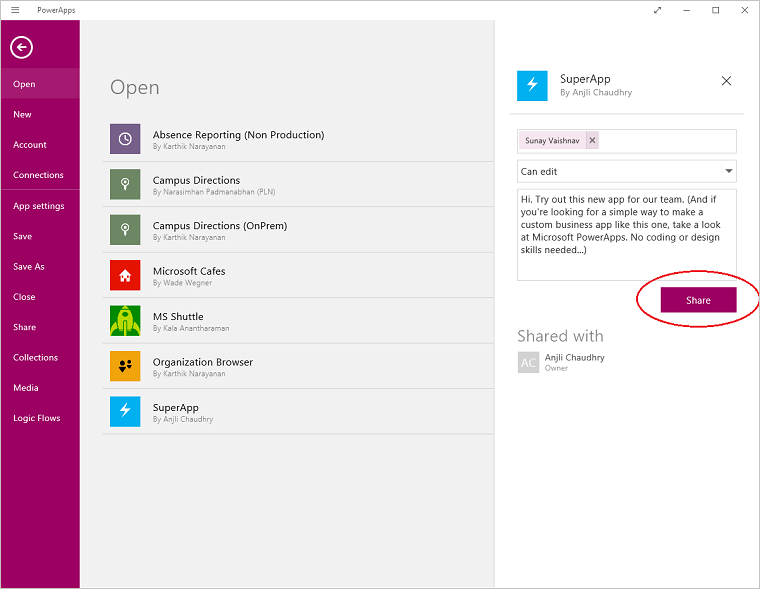 PowerApps
Open
New
Account
Connections
App settings
Save
Save As
Close
Share
Collections
Media
Logic Flows
Open
Absence Reporting (Non Production)
By Karthik Narayanan
Campus Directions
By Narasimhan Padmanabhan (PLN)
Campus Directions (OnPrem)
By Karthik Narayanan
Microsoft Cafes
By Wade Wegner
MS Shuttle
By Kala Anantharaman
Organization Browser
By Karthik Narayanan
SuperApp
By Anjli Chaudhry
SuperApp
By Anjli Chaudhry
Sunay Vaishnav
Can edit
Hi. Try out this new app for our team. (And if
you're looking for a simple way to make a
custom business app like this one, take a look
at Microsoft PowerApps. No coding or design
skills needed...)
Share
Shared with
AC
Anjli Chaudhry
Owner